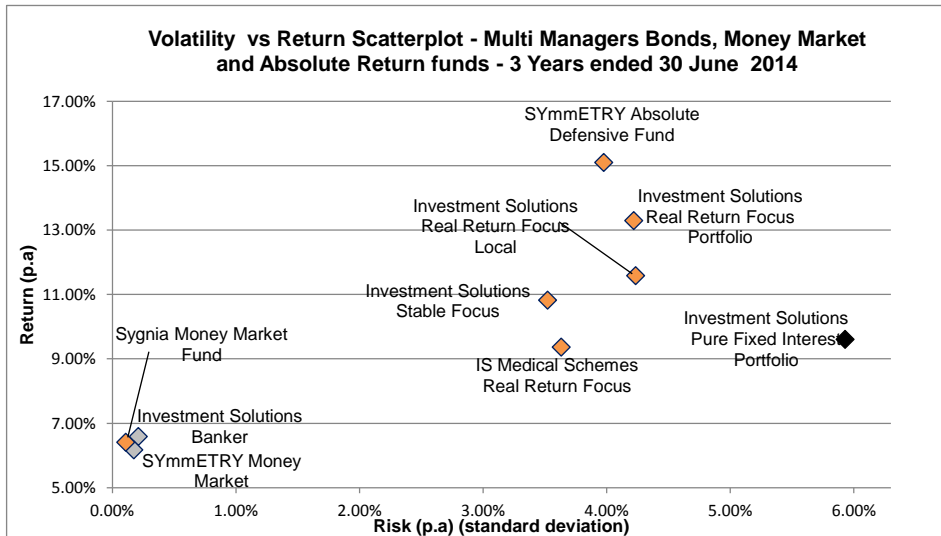 Volatility  vs Return Scatterplot - Multi Managers Bonds, Money Market
and Absolute Return funds - 3 Years ended 30 June  2014
17.00%
15.00%
13.00%
11.00%
9.00%
7.00%
5.00%
Return (p.a)
SYmmETRY Absolute
Defensive Fund
Investment Solutions
Real Return Focus
Portfolio
Investment Solutions
Real Return Focus
Local
Investment Solutions
Stable Focus
Investment Solutions
Pure Fixed Interest
Portfolio
IS Medical Schemes
Real Return Focus
Sygnia Money Market
Fund
Investment Solutions
Banker
SYmmETRY Money
Market
0.00%
1.00%
2.00%
3.00%
4.00%
5.00%
6.00%
Risk (p.a) (standard deviation)